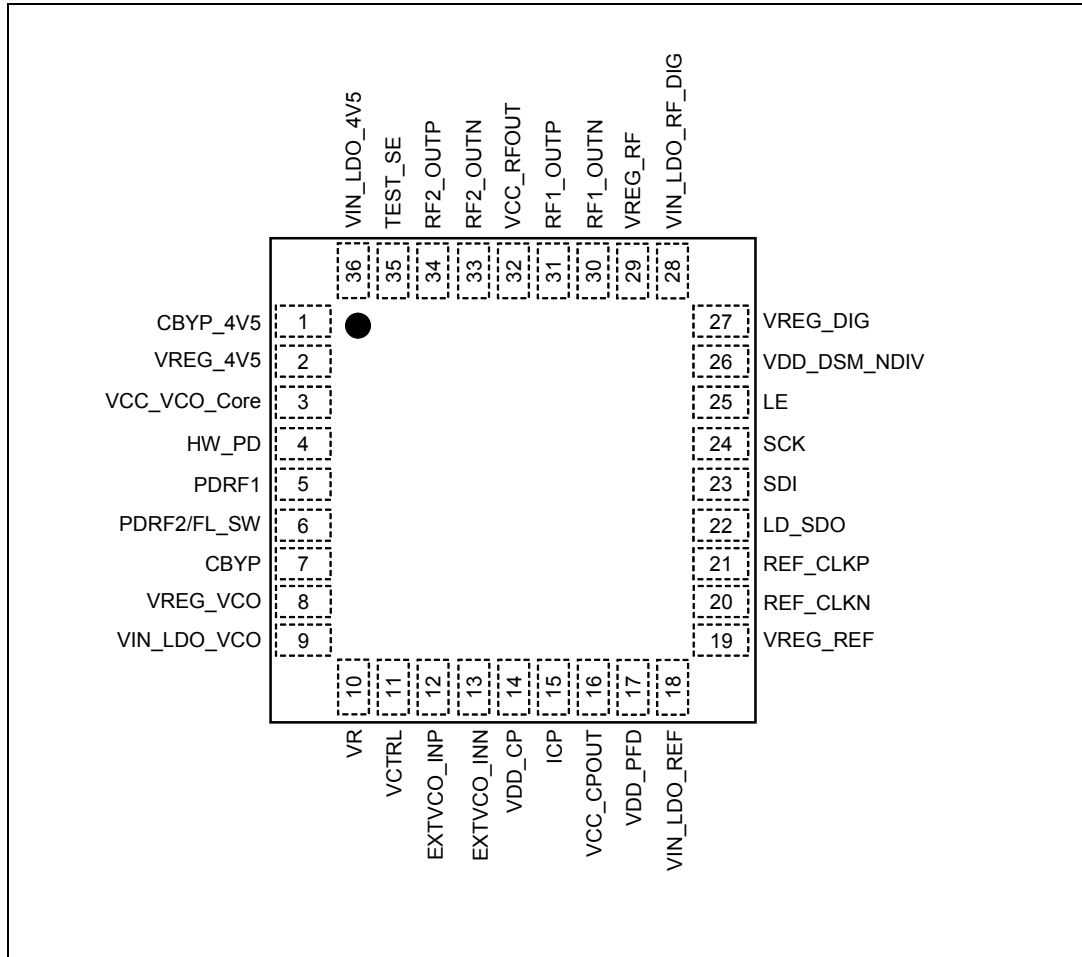 VIN_LDO_4V5
TEST_SE
RF2_OUTP
RF2_OUTN
VCC_RFOUT
RF1_OUTP
RF1_OUTN
VREG_RF
VIN_LDO_RF_DIG
36
35
34
33
32
31
30
29
28
CBYP_4V5 1
VREG_4V5 2
VCC_VCO_Core 3
HW_PD 4
PDRF1 5
PDRF2/FL_SW 6
CBYP 7
VREG_VCO 8
VIN_LDO_VCO 9
27 VREG_DIG
26 VDD_DSM_NDIV
25 LE
24 SCK
23 SDI
22 LD_SDO
21 REF_CLKP
20 REF_CLKN
19 VREG_REF
10
11
12
13
14
15
16
17
18
VR
VCTRL
EXTVCO_INP
EXTVCO_INN
VDD_CP
ICP
VCC_CPOUT
VDD_PFD
VIN_LDO_REF